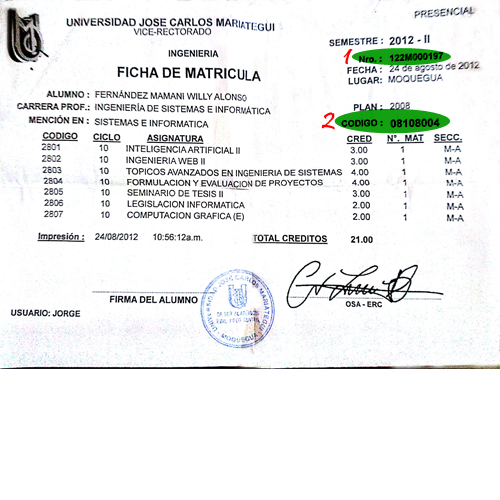 PRESENCIAL
UNIVERSIDAD JOSE CARLOS MARIATEGUI
VICE-RECTORADO
SEMESTRE : 2012 - II
INGENIERIA
1 Nro. : 122M000197
FICHA DE MATRICULA
FECHA : 24 de agosto de 2012
LUGAR: MOQUEGUA
ALUMNO : FERNÁNDEZ MAMANI WILLY ALONSO
CARRERA PROF.: INGENIERÍA DE SISTEMAS E INFORMÁTICA
PLAN : 2008
MENCIÓN EN : SISTEMAS E INFORMATICA
2 CODIGO : 08108004
CODIGO CICLO ASIGNATURA CRED N°. MAT SECC.
2801 10 INTELIGENCIA ARTIFICIAL II 3.00 1 M-A
2802 10 INGENIERIA WEB II 3.00 1 M-A
2803 10 TOPICOS AVANZADOS EN INGENIERIA DE SISTEMAS 4.00 1 M-A
2804 10 FORMULACION Y EVALUACION DE PROYECTOS 4.00 1 M-A
2805 10 SEMINARIO DE TESIS II 3.00 1 M-A
2806 10 LEGISLACION INFORMATICA 2.00 1 M-A
2807 10 COMPUTACION GRAFICA (E) 2.00 1 M-A
Impresión : 24/08/2012 10:56:12a.m. TOTAL CREDITOS 21.00
FIRMA DEL ALUMNO
OSA - ERC
USUARIO: JORGE
UNIVERSIDAD JOSE CARLOS MARIATEGUI
MOQUEGUA